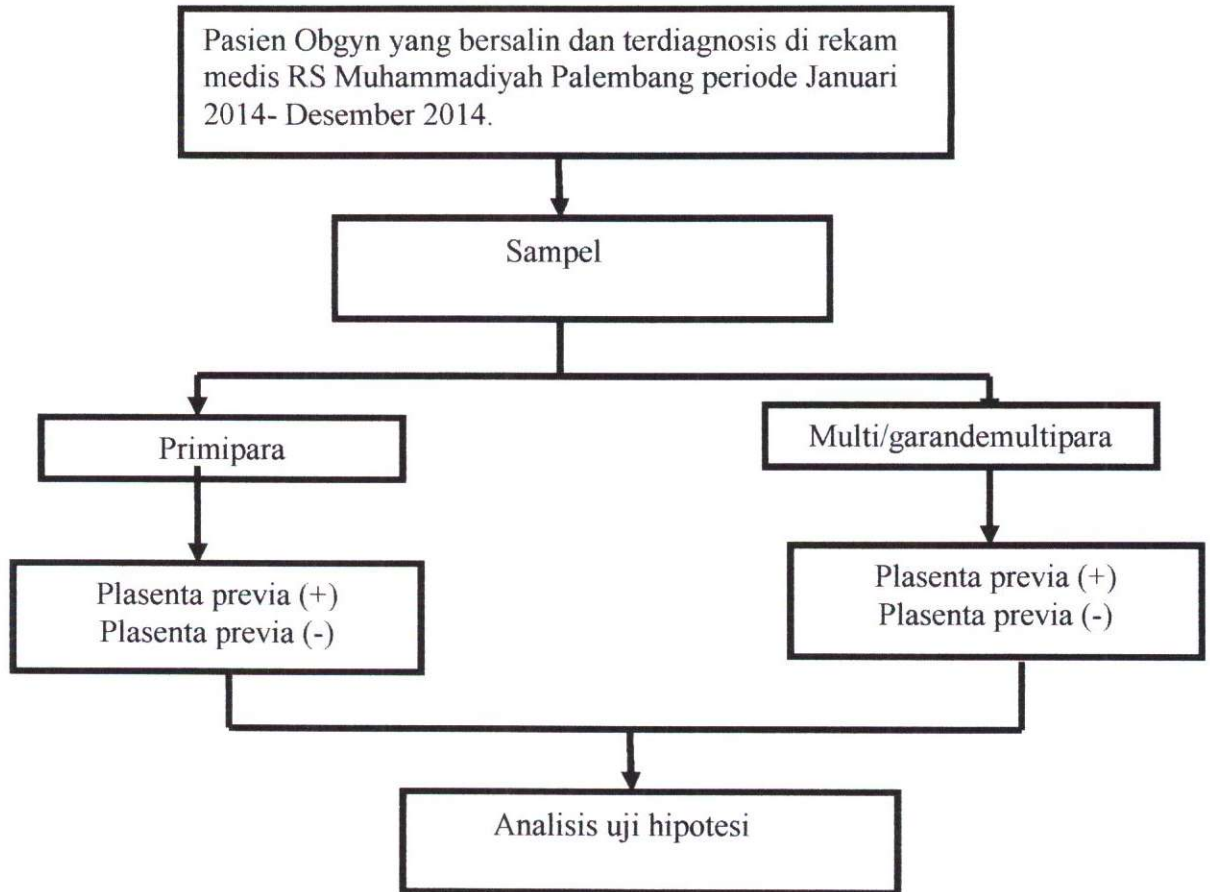 Pasien Obgyn yang bersalin dan terdiagnosis di rekam
medis RS Muhammadiyah Palembang periode Januari
2014- Desember 2014.
Sampel
Primipara
Multi/garandemultipara
Plasenta previa (+)
Plasenta previa (-)
Plasenta previa (+)
Plasenta previa (-)
Analisis uji hipotesi